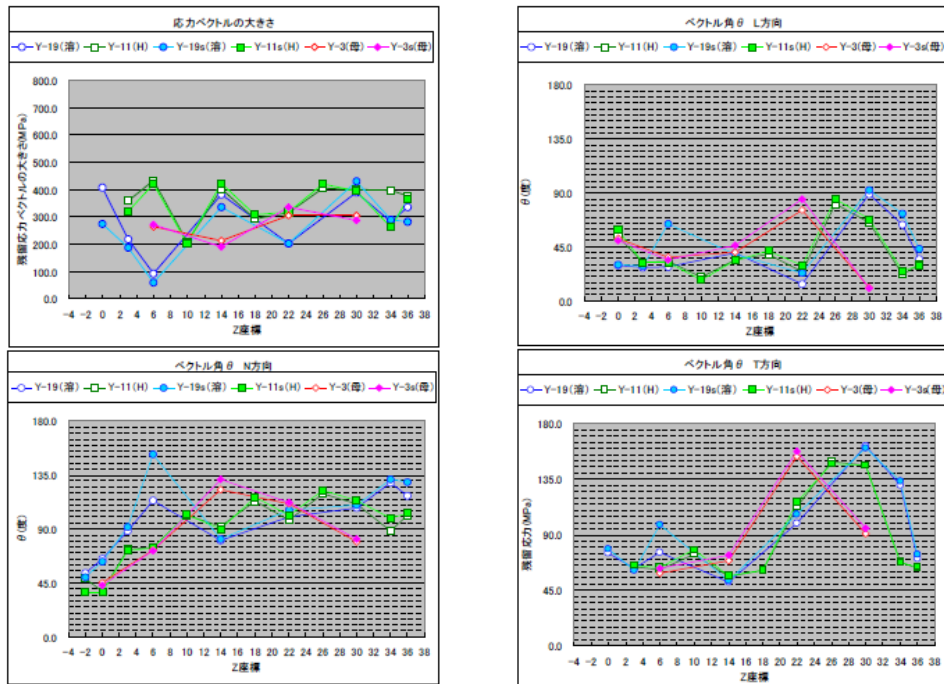 応力ベクトルの大きさ
Y-19(溶) Y-11(H) Y-19s(溶) Y-11s(H) Y-3(母) Y-3s(母)
残留応力ベクトルの大きさ(MPa)
800.0
700.0
600.0
500.0
400.0
300.0
200.0
100.0
0.0
-4 -2 0 2 4 6 8 10 12 14 16 18 20 22 24 26 28 30 32 34 36 38
Z座標
ベクトル角θ L方向
Y-19(溶) Y-11(H) Y-19s(溶) Y-11s(H) Y-3(母) Y-3s(母)
θ(度)
180.0
135.0
90.0
45.0
0.0
-4 -2 0 2 4 6 8 10 12 14 16 18 20 22 24 26 28 30 32 34 36 38
Z座標
ベクトル角θ N方向
Y-19(溶) Y-11(H) Y-19s(溶) Y-11s(H) Y-3(母) Y-3s(母)
θ(度)
180.0
135.0
90.0
45.0
0.0
-4 -2 0 2 4 6 8 10 12 14 16 18 20 22 24 26 28 30 32 34 36 38
Z座標
ベクトル角θ T方向
Y-19(溶) Y-11(H) Y-19s(溶) Y-11s(H) Y-3(母) Y-3s(母)
残留応力(MPa)
180.0
135.0
90.0
45.0
0.0
-4 -2 0 2 4 6 8 10 12 14 16 18 20 22 24 26 28 30 32 34 36 38
Z座標